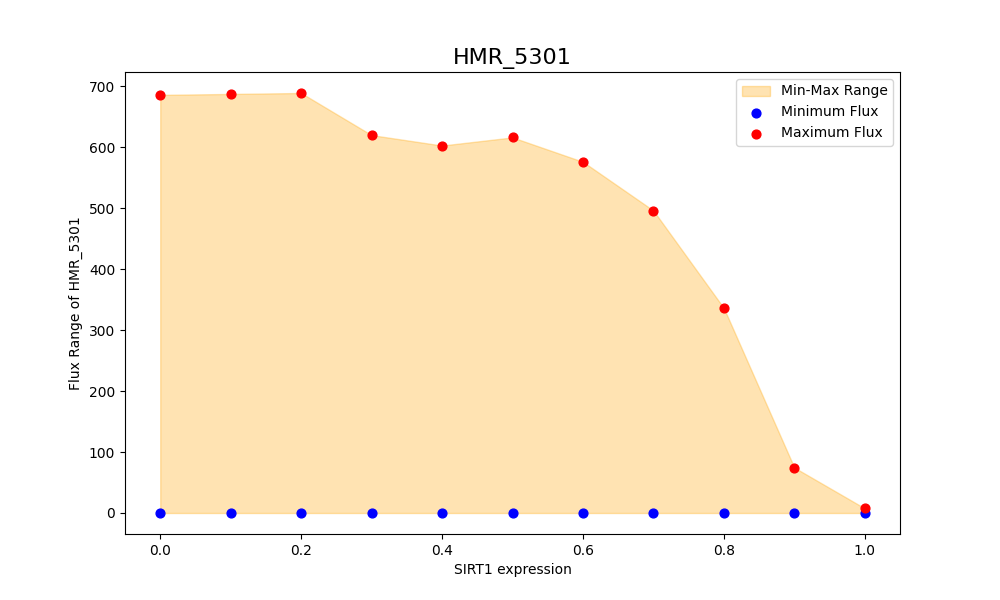 HMR_5301
Min-Max Range
Minimum Flux
Maximum Flux
Flux Range of HMR_5301
700
600
500
400
300
200
100
0
0.0 0.2 0.4 0.6 0.8 1.0
SIRT1 expression